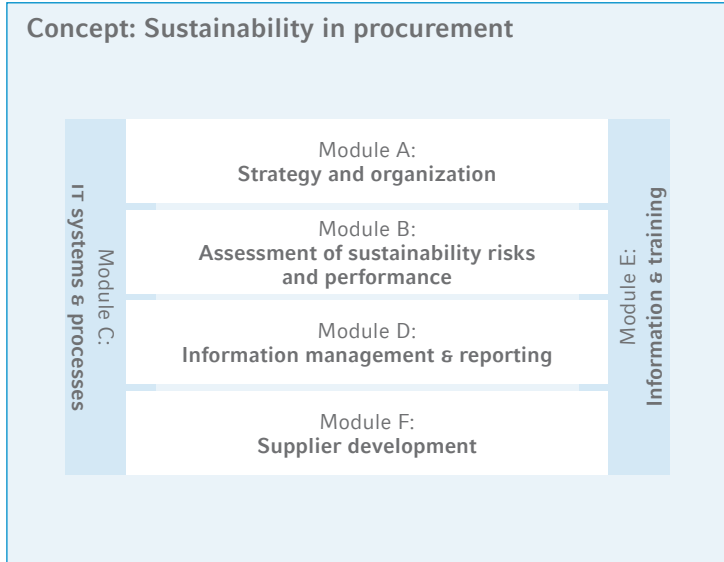 Concept: Sustainability in procurement
Module A:
Strategy and organization
Module B:
Assessment of sustainability risks
and performance
Module C:
IT systems & processes
Module D:
Information management & reporting
Module E:
Information & training
Module F:
Supplier development